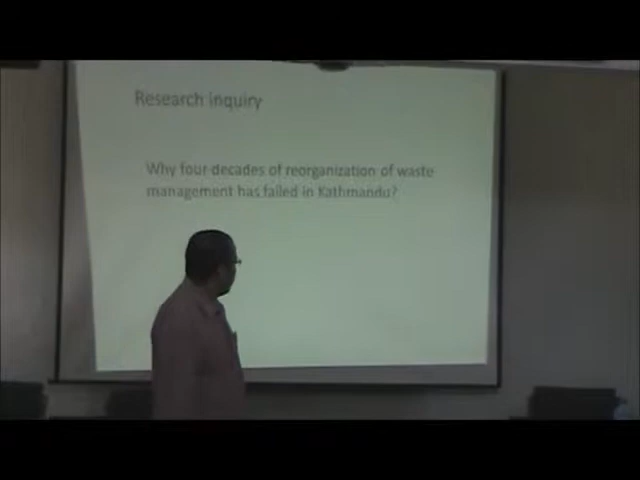 Research inquiry
Why four decades of reorganization of waste
management has failed in Kathmandu?